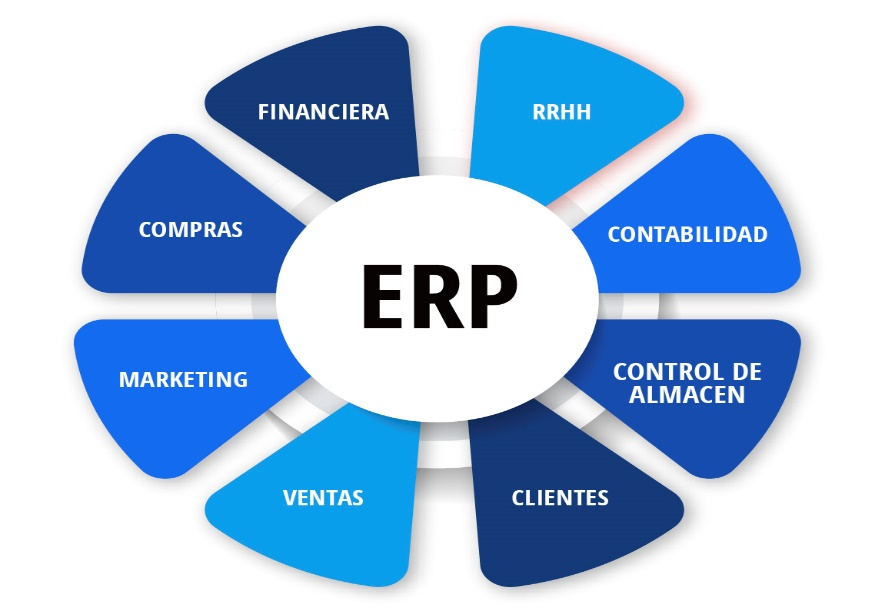 FINANCIERA
RRHH
COMPRAS
CONTABILIDAD
ERP
MARKETING
CONTROL DE
ALMACEN
VENTAS
CLIENTES